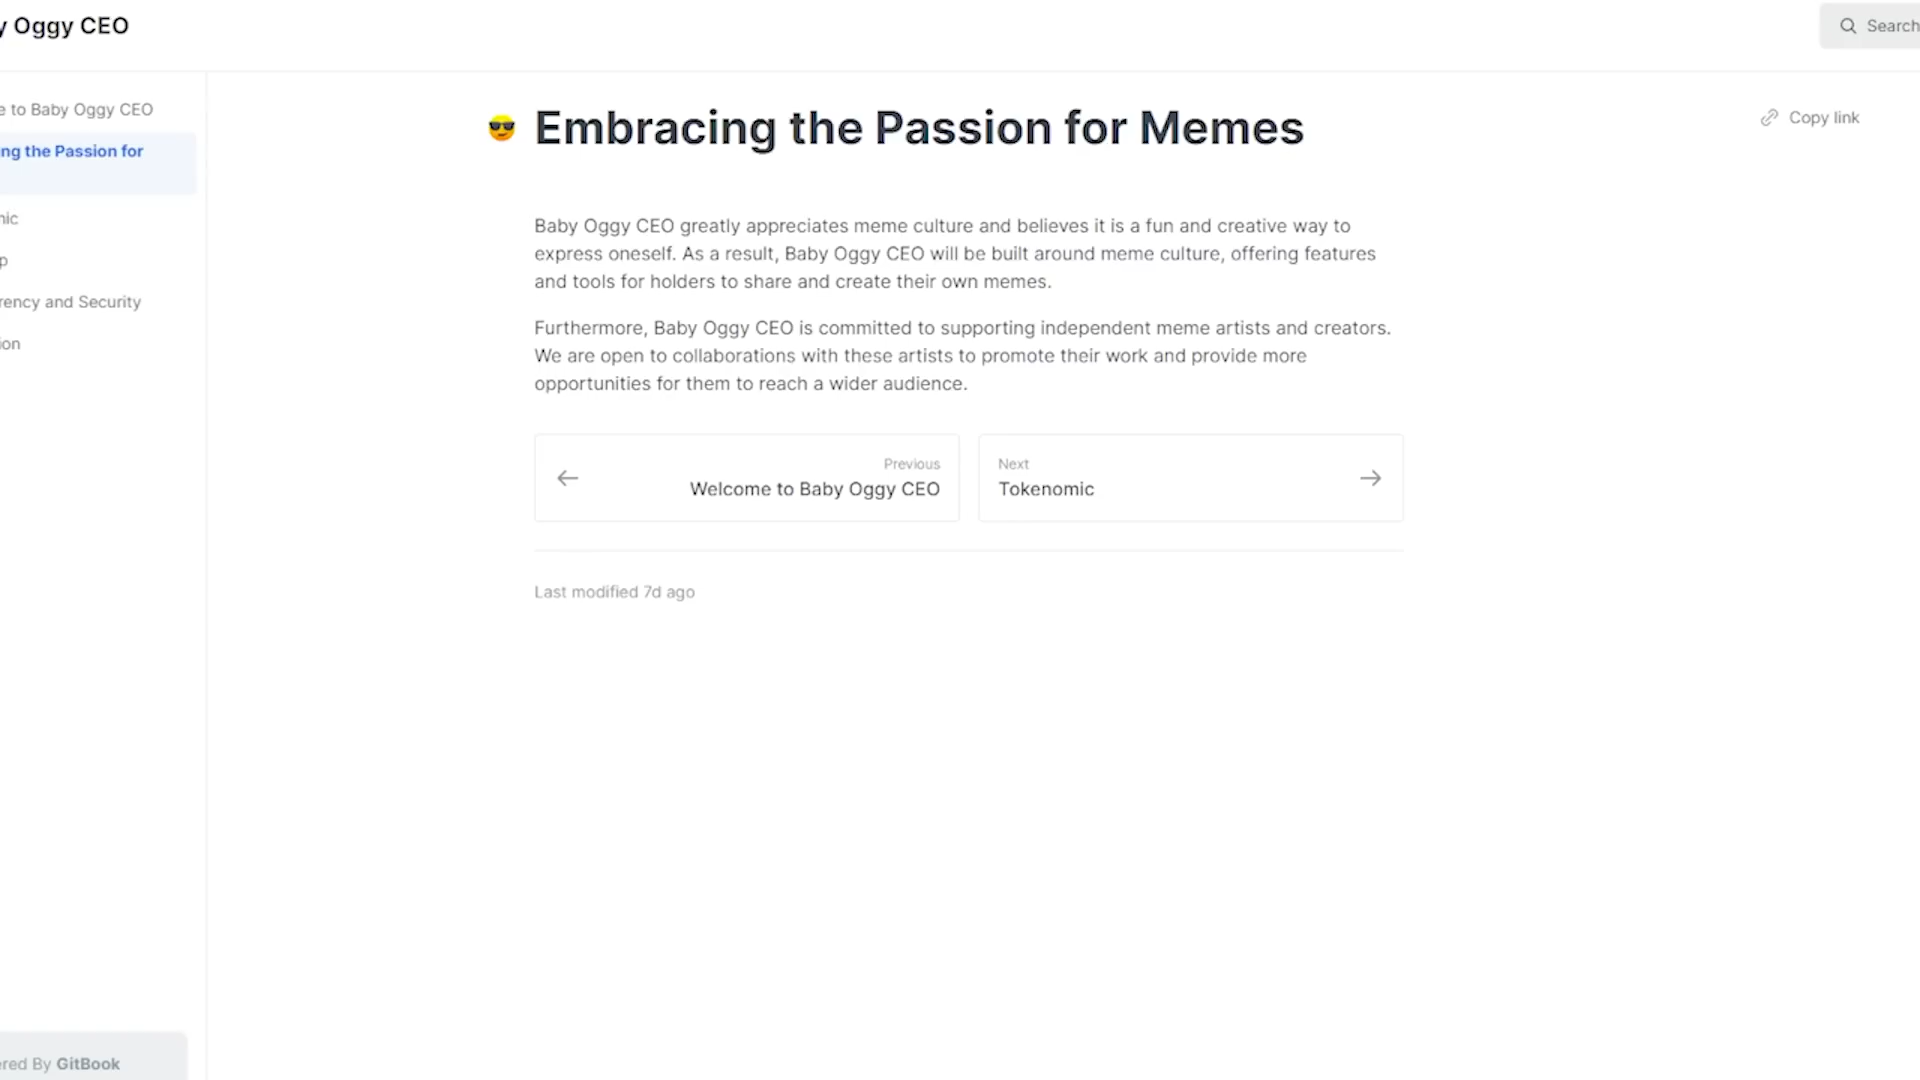 Oggy CEO
Search
to Baby Oggy CEO
the Passion for
and Security
Embracing the Passion for Memes
Copy link
Baby Oggy CEO greatly appreciates meme culture and believes it is a fun and creative way to
express oneself. As a result, Baby Oggy CEO will be built around meme culture, offering features
and tools for holders to share and create their own memes.
Furthermore, Baby Oggy CEO is committed to supporting independent meme artists and creators.
We are open to collaborations with these artists to promote their work and provide more
opportunities for them to reach a wider audience.
Previous
Welcome to Baby Oggy CEO
Next
Tokenomic
Last modified 7d ago
By GitBook